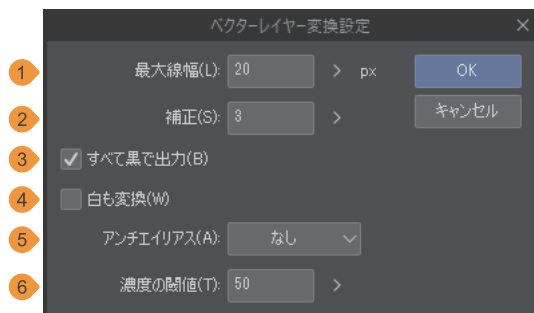 ベクターレイヤー変換設定 ×
1 最大線幅(L): 20 > px OK
2 補正(S): 3 > キャンセル
3 すべて黒で出力(B)
4 白も変換(W)
5 アンチエイリアス(A): なし
6 濃度の閾値(T): 50 >